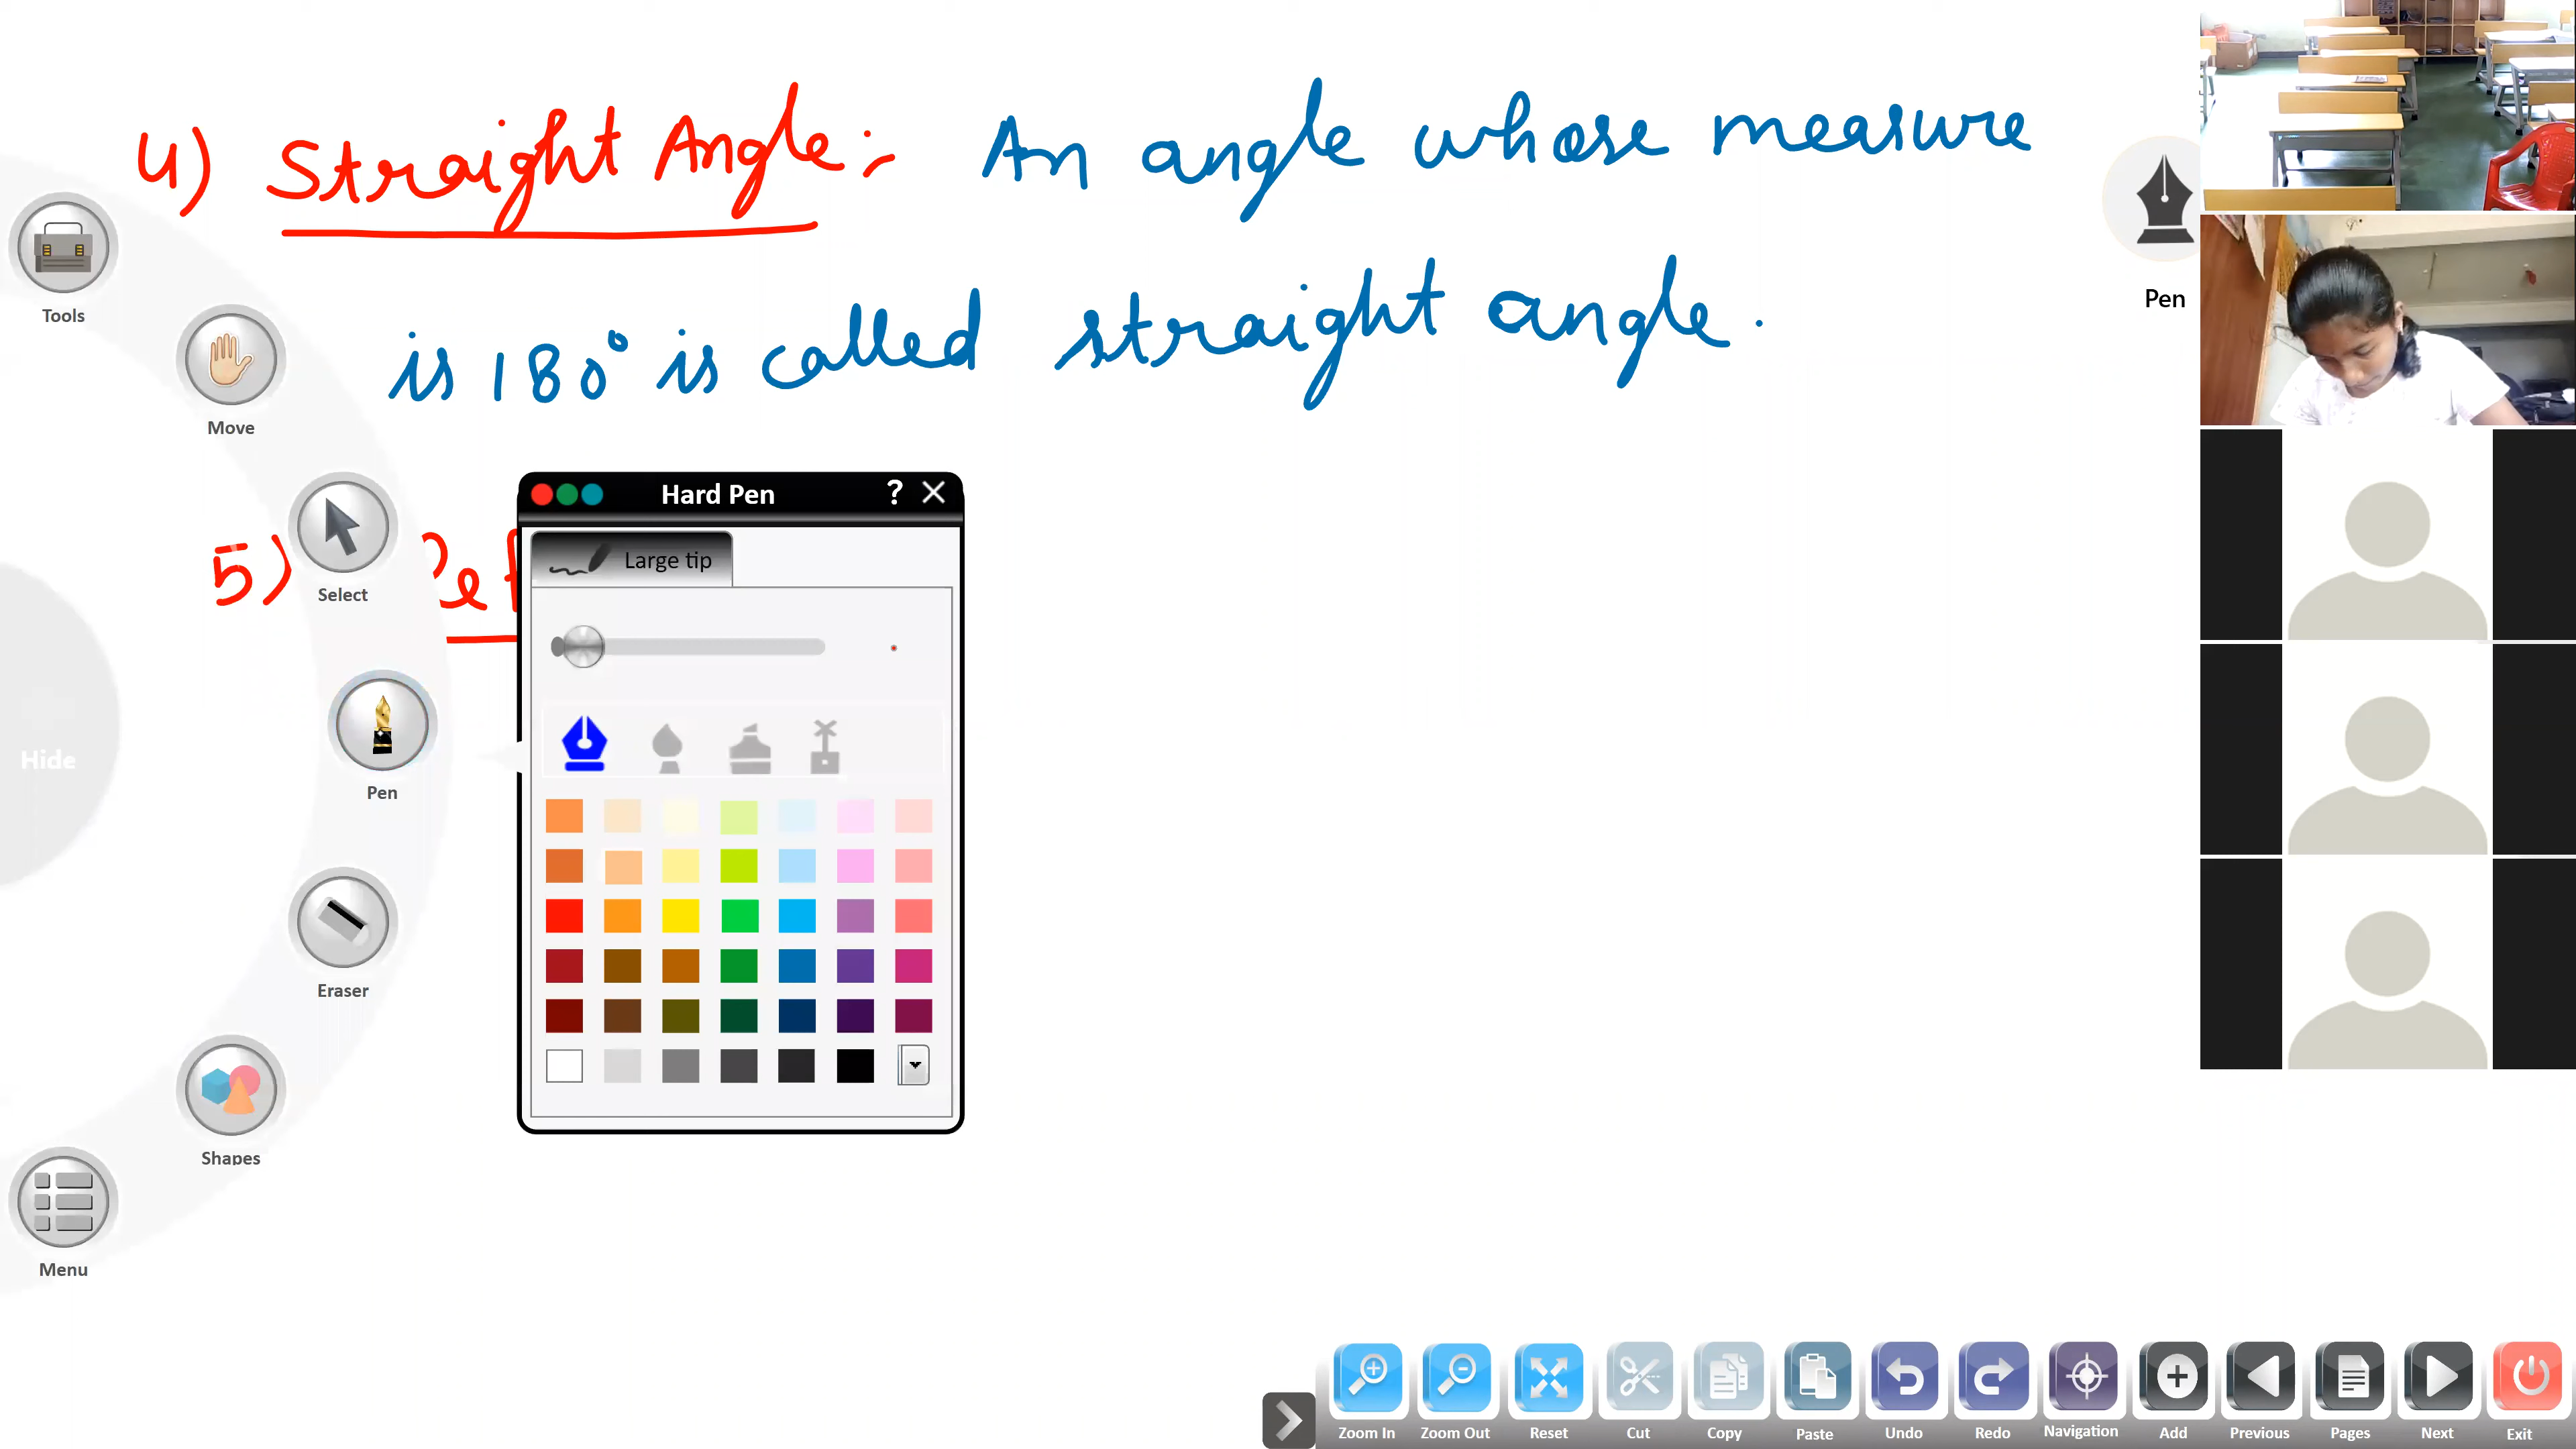 4) Straight Angle:- An angle whose measure
is 180° is called straight angle.
5)
Tools
Move
Select
Pen
Eraser
Shapes
Menu
Hide
Hard Pen ?
Large tip
Pen
Zoom In Zoom Out Reset Cut Copy Paste Undo Redo Navigation Add Previous Pages Next Exit